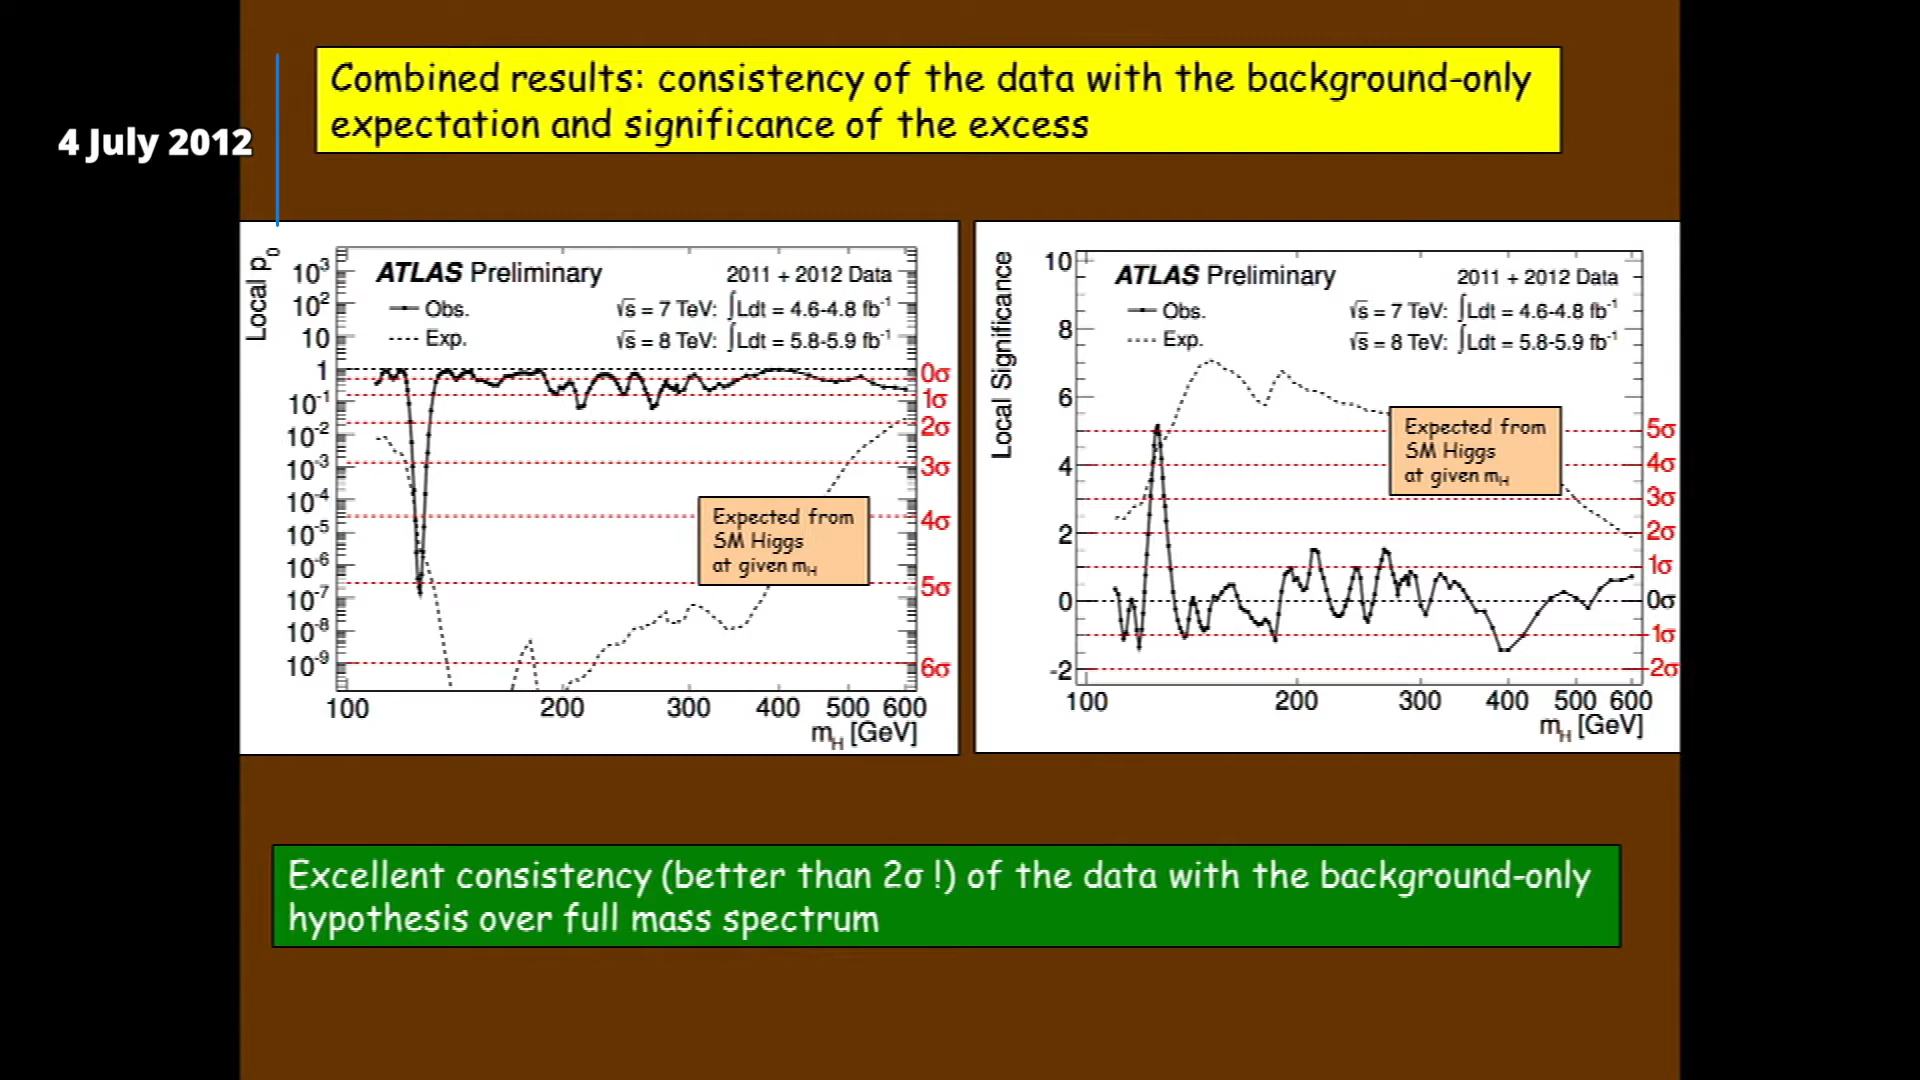 Combined results: consistency of the data with the background-only
expectation and significance of the excess
4 July 2012
Local p0
10³
10²
10
1
10⁻¹
10⁻²
10⁻³
10⁻⁴
10⁻⁵
10⁻⁶
10⁻⁷
10⁻⁸
10⁻⁹
ATLAS Preliminary
2011 + 2012 Data
Obs.
√s = 7 TeV: ∫Ldt = 4.6-4.8 fb⁻¹
Exp.
√s = 8 TeV: ∫Ldt = 5.8-5.9 fb⁻¹
0σ
1σ
2σ
3σ
4σ
5σ
6σ
Expected from
SM Higgs
at given mH
100 200 300 400 500 600
mH [GeV]
Local Significance
10
8
6
4
2
0
-2
ATLAS Preliminary
2011 + 2012 Data
Obs.
√s = 7 TeV: ∫Ldt = 4.6-4.8 fb⁻¹
Exp.
√s = 8 TeV: ∫Ldt = 5.8-5.9 fb⁻¹
Expected from
SM Higgs
at given mH
5σ
4σ
3σ
2σ
1σ
0σ
1σ
2σ
100 200 300 400 500 600
mH [GeV]
Excellent consistency (better than 2σ !) of the data with the background-only
hypothesis over full mass spectrum